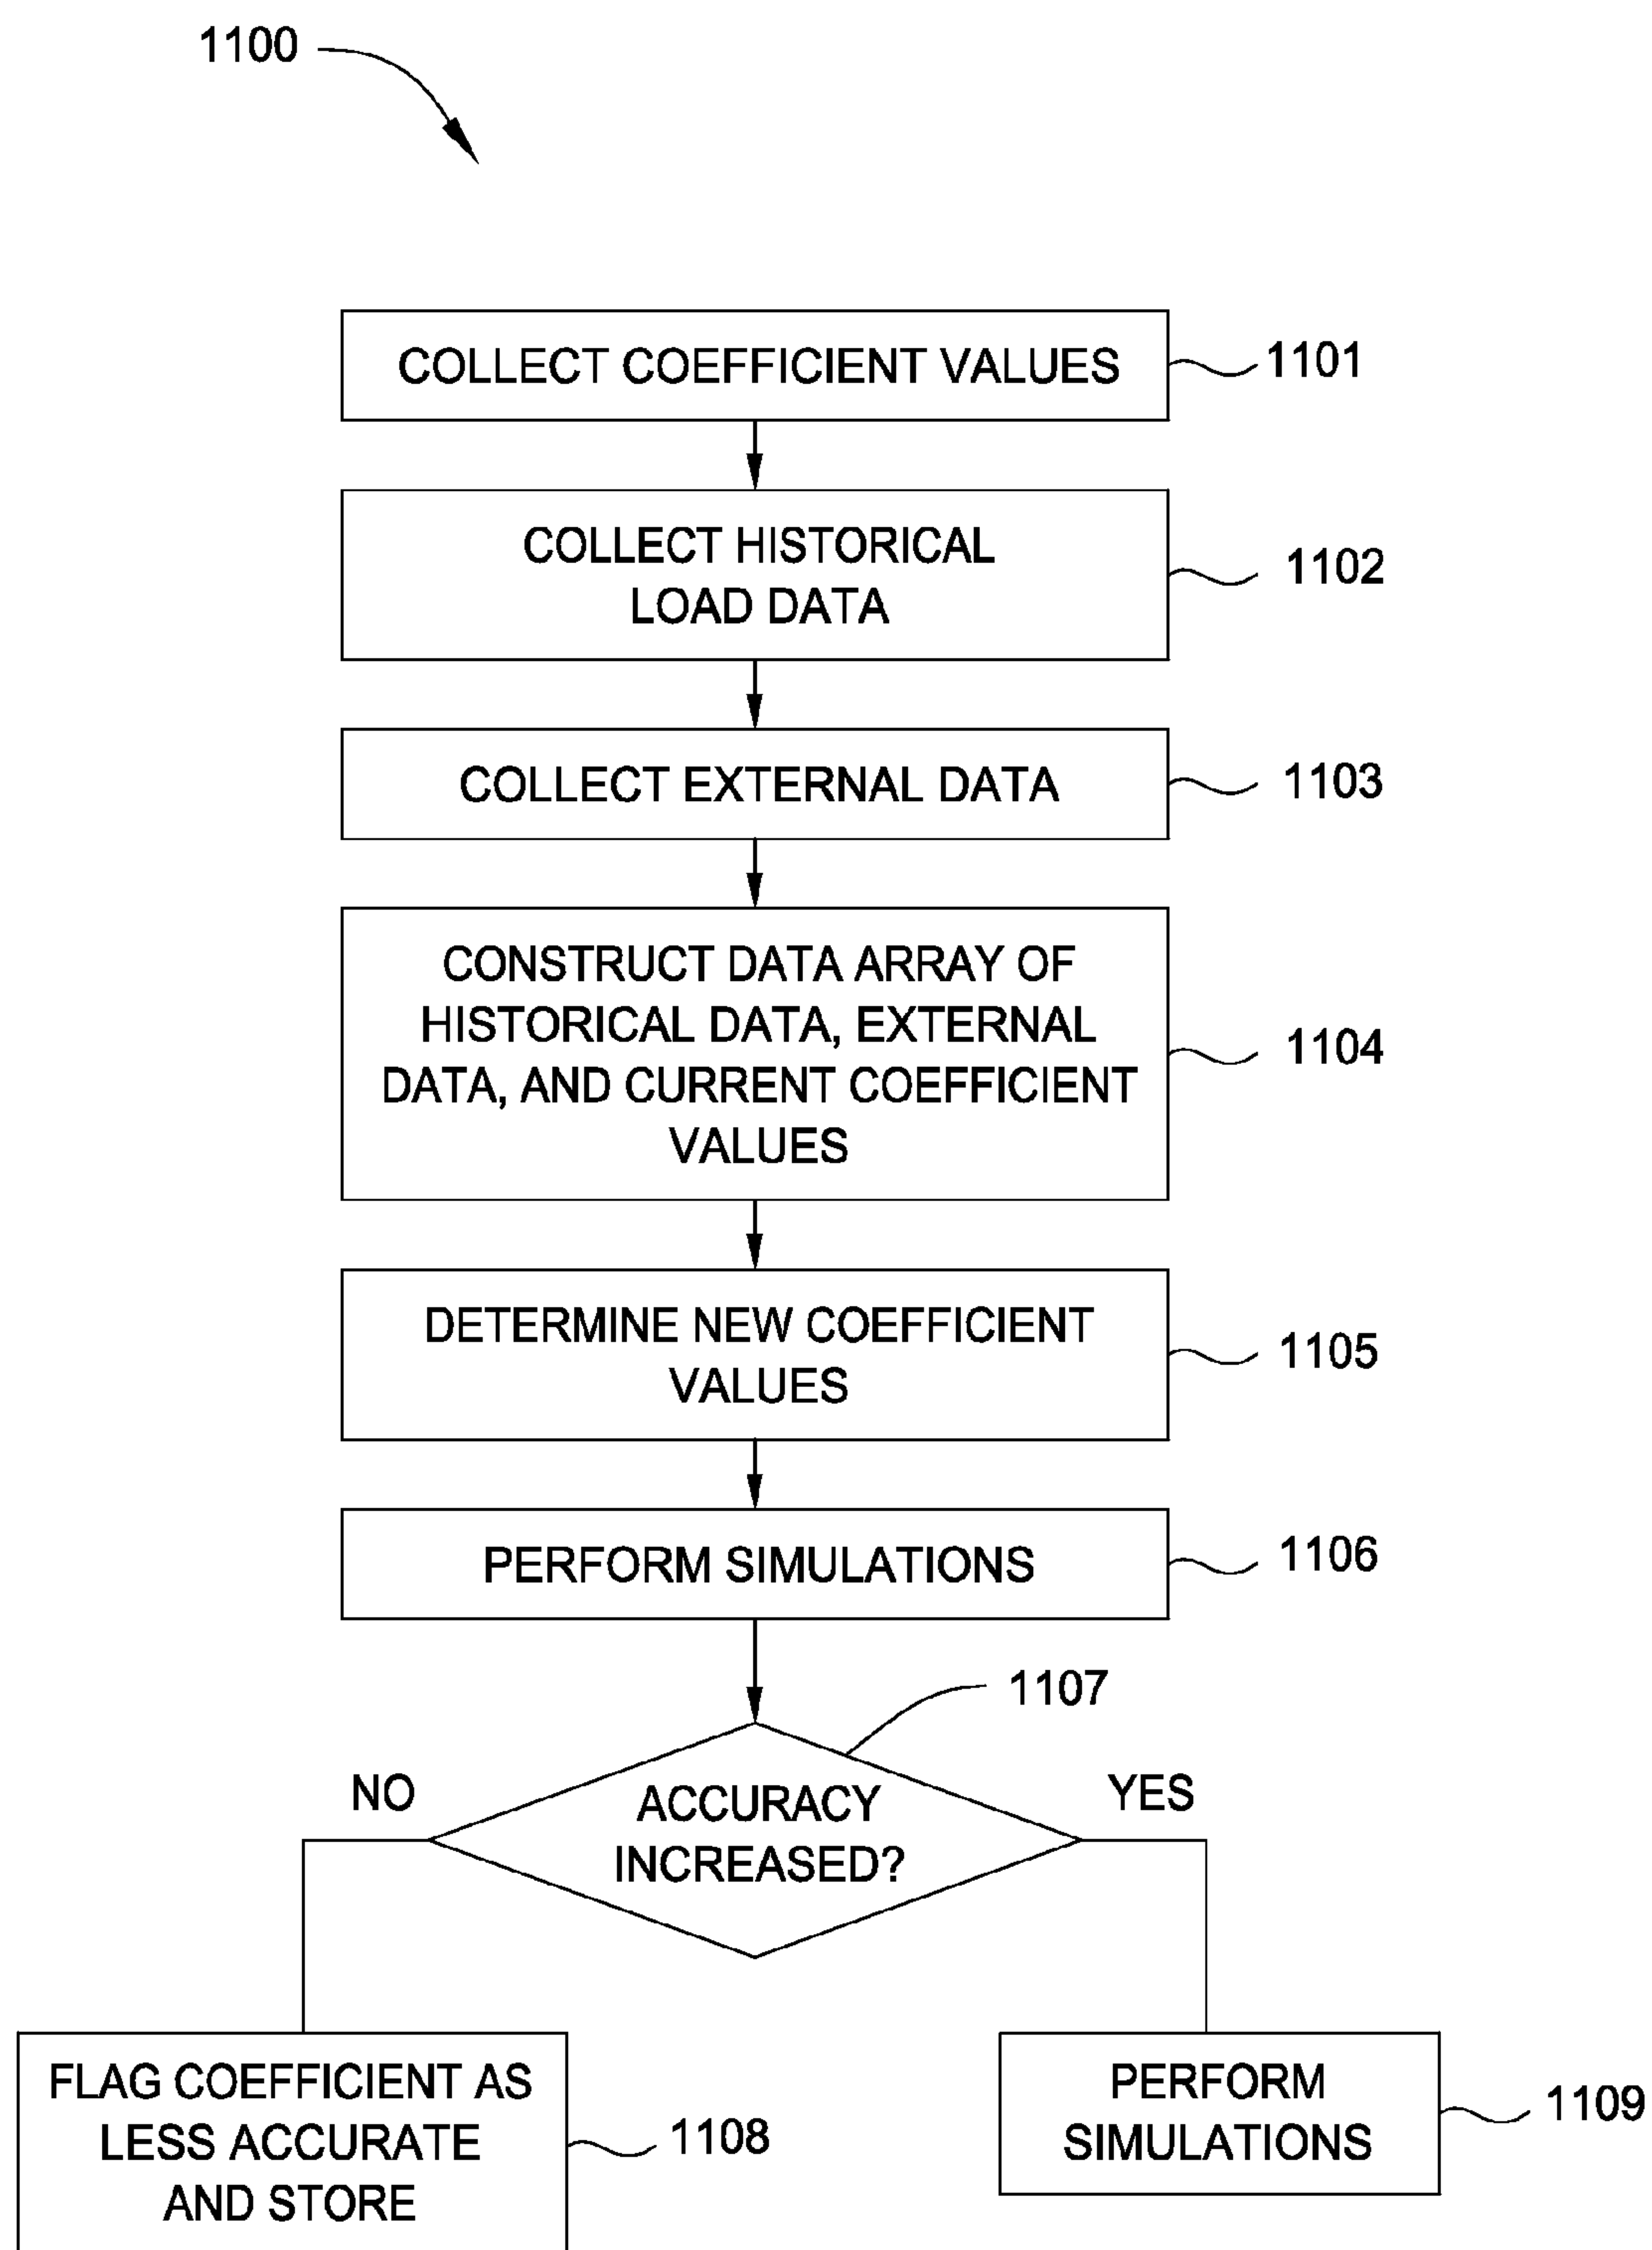 1100
COLLECT COEFFICIENT VALUES
1101
COLLECT HISTORICAL
LOAD DATA
1102
COLLECT EXTERNAL DATA
1103
CONSTRUCT DATA ARRAY OF
HISTORICAL DATA, EXTERNAL
DATA, AND CURRENT COEFFICIENT
VALUES
1104
DETERMINE NEW COEFFICIENT
VALUES
1105
PERFORM SIMULATIONS
1106
1107
NO
ACCURACY
INCREASED?
YES
FLAG COEFFICIENT AS
LESS ACCURATE
AND STORE
1108
PERFORM
SIMULATIONS
1109